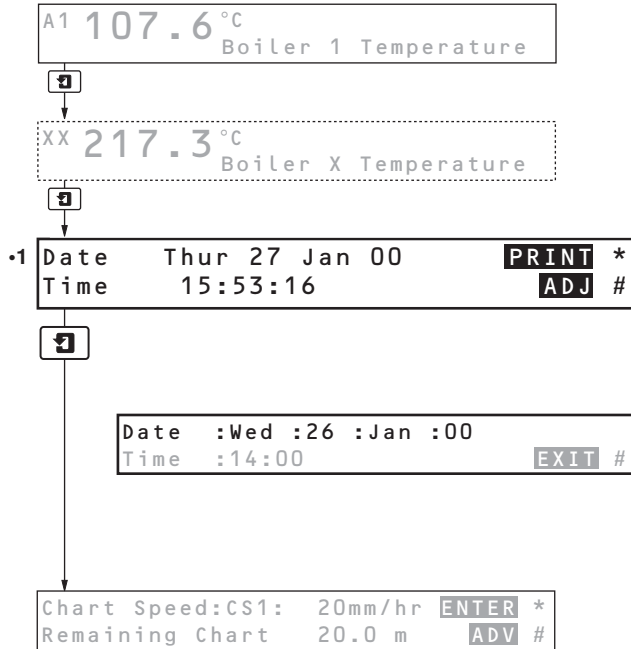 A1 107.6 °C
Boiler 1 Temperature
XX 217.3 °C
Boiler X Temperature
•1 Date Thur 27 Jan 00 PRINT *
Time 15:53:16 ADJ #
Date :Wed :26 :Jan :00
Time :14:00 EXIT #
Chart Speed:CS1: 20mm/hr ENTER *
Remaining Chart 20.0 m ADV #